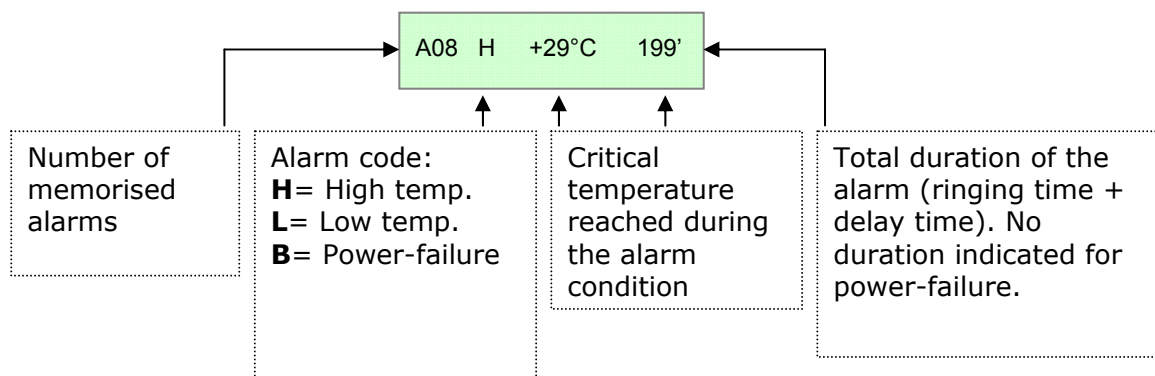 A08 H +29°C 199’
Number of
memorised
alarms
Alarm code:
H= High temp.
L= Low temp.
B= Power-failure
Critical
temperature
reached during
the alarm
condition
Total duration of the
alarm (ringing time +
delay time). No
duration indicated for
power-failure.